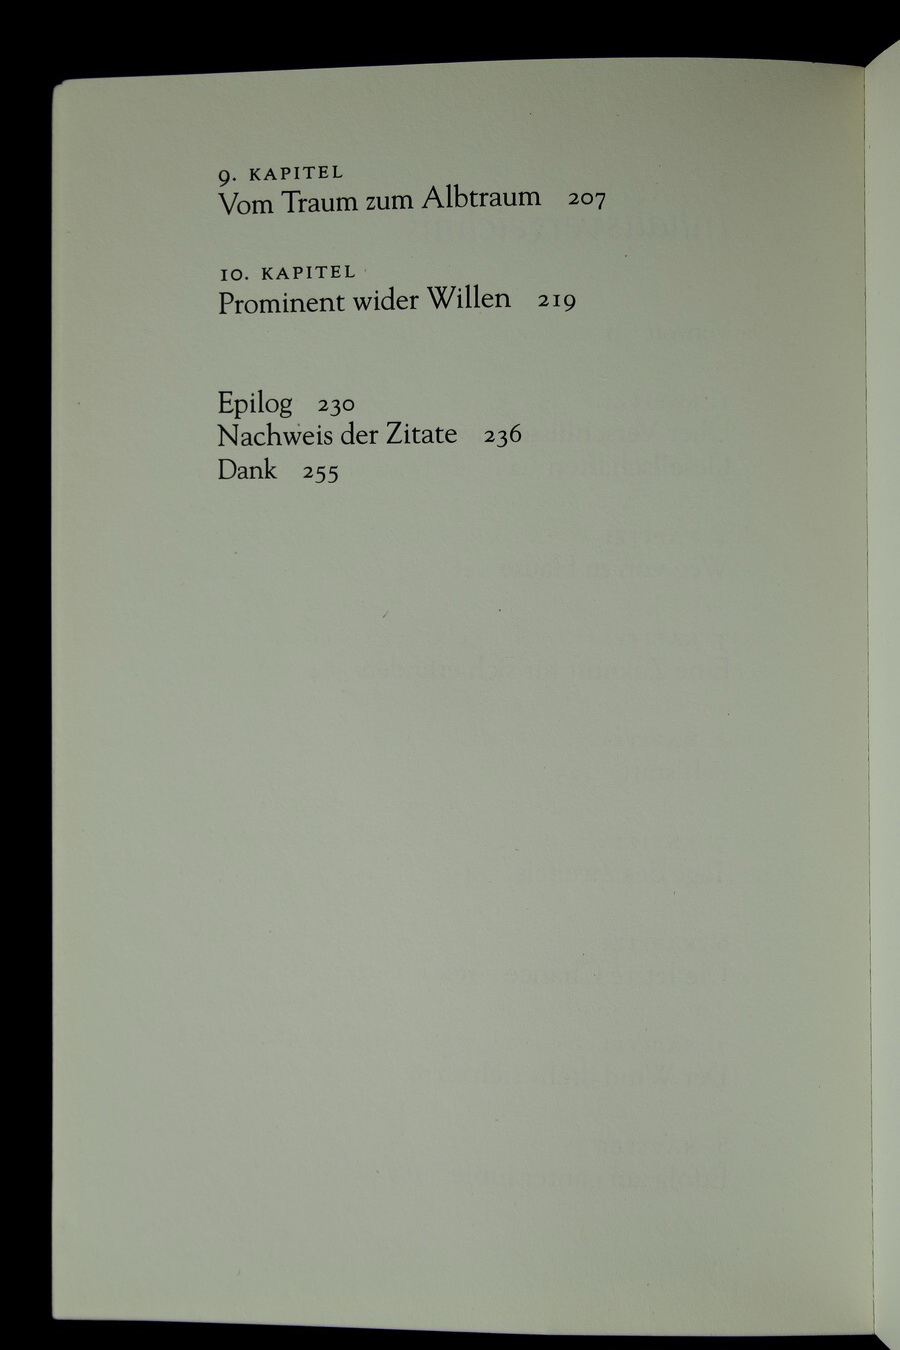 9. KAPITEL
Vom Traum zum Albtraum 207
10. KAPITEL
Prominent wider Willen 219
Epilog 230
Nachweis der Zitate 236
Dank 255